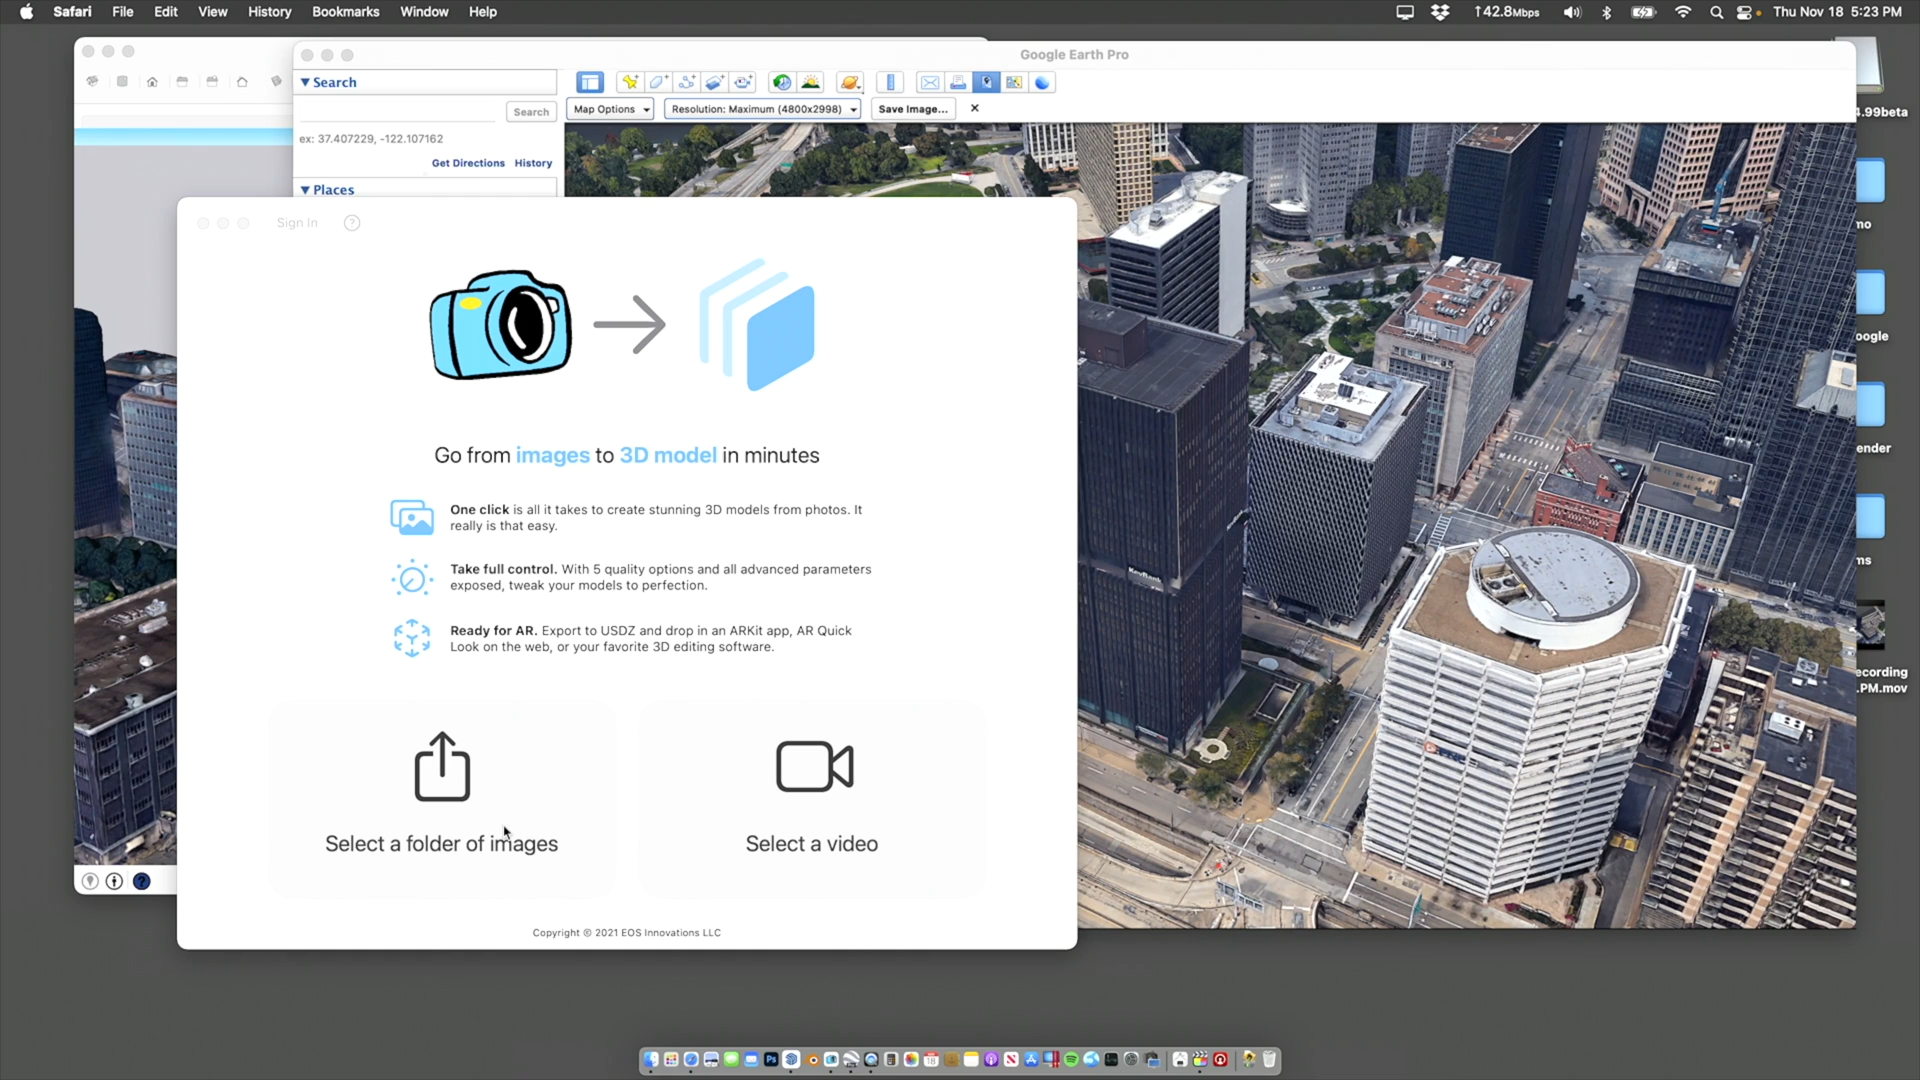 Safari File Edit View History Bookmarks Window Help
42.8Mbps Thu Nov 18 5:23 PM
Google Earth Pro
Search
Search
Map Options Resolution: Maximum (4800x2998) Save Image...
ex: 37.407229, -122.107162
Get Directions History
Places
4.99beta
Sign In ?
Go from images to 3D model in minutes
One click is all it takes to create stunning 3D models from photos. It
really is that easy.
Take full control. With 5 quality options and all advanced parameters
exposed, tweak your models to perfection.
Ready for AR. Export to USDZ and drop in an ARKit app, AR Quick
Look on the web, or your favorite 3D editing software.
Select a folder of images
Select a video
Copyright © 2021 EOS Innovations LLC
KeyBank
mo
oogle
ender
ms
ecording
.PM.mov